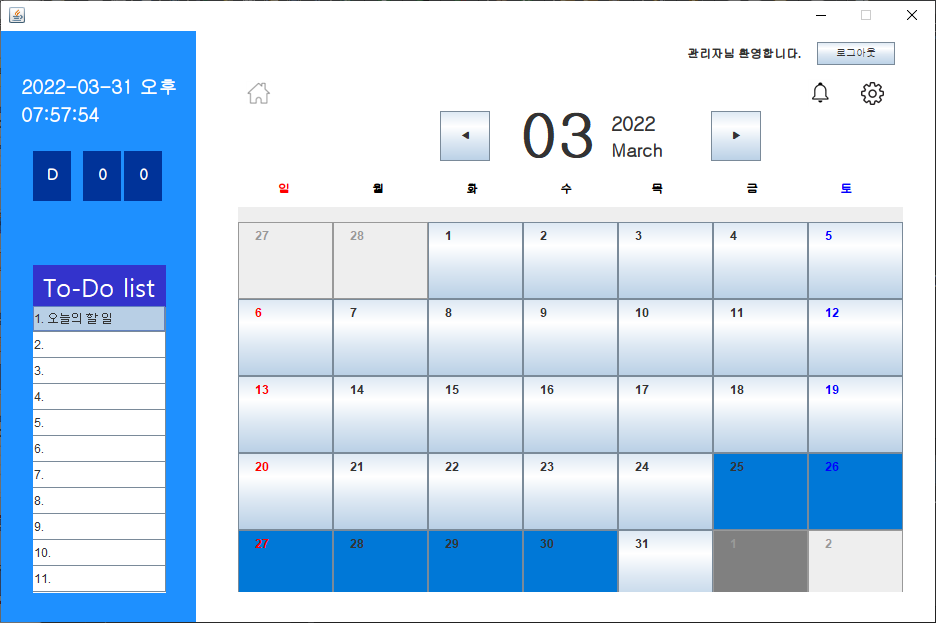 관리자님 환영합니다.
로그아웃
2022-03-31 오후
07:57:54
D 0 0
To-Do list
1. 오늘의 할 일
2.
3.
4.
5.
6.
7.
8.
9.
10.
11.
◀ 03 2022 ▶
March
일 월 화 수 목 금 토
27 28 1 2 3 4 5
6 7 8 9 10 11 12
13 14 15 16 17 18 19
20 21 22 23 24 25 26
27 28 29 30 31 1 2